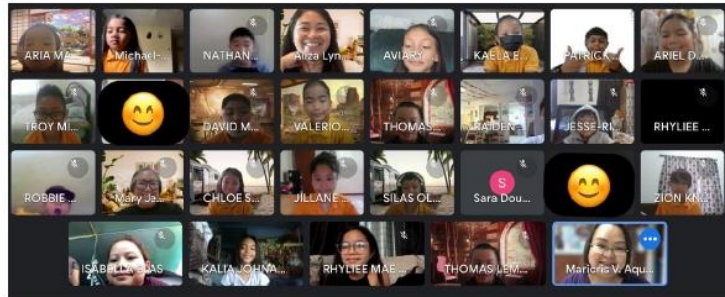 ARIA MA...
Michael-
NATHAN...
Aliza Lyn...
AVIARY
KAELA E...
PATRICK
ARIEL D...
TROY MI...
DAVID M...
VALERIO...
THOMAS
RAIDEN
JESSE-RI...
RHYLIEE
ROBBIE
Mary Ja...
CHLOE S...
JILLANE
SILAS OL...
S
Sara Dou...
ZION KN...
ISABELLA BLAS
KALIA JOHNA...
RHYLIEE MAE ...
THOMAS LEM...
Maricris V. Aqu...